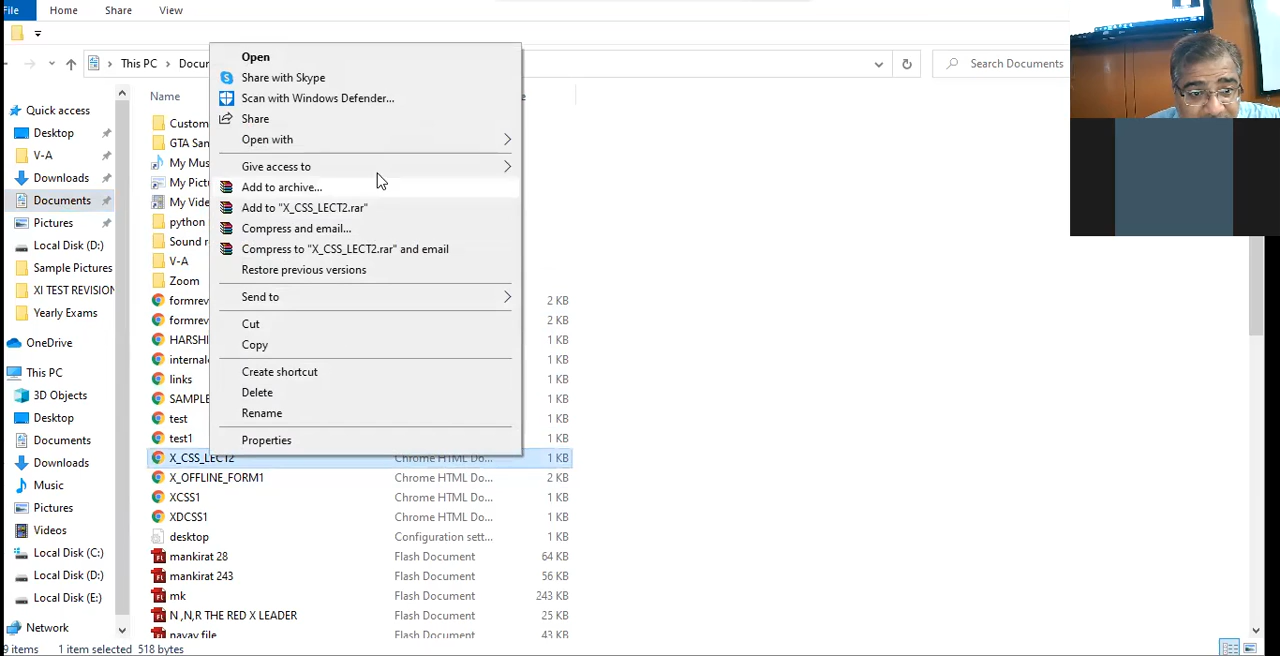 File Home Share View
This PC Docum Search Documents
Name e
Quick access
Desktop
V-A
Downloads
Documents
Pictures
Local Disk (D:)
Sample Pictures
XI TEST REVISION
Yearly Exams
OneDrive
This PC
3D Objects
Desktop
Documents
Downloads
Music
Pictures
Videos
Local Disk (C:)
Local Disk (D:)
Local Disk (E:)
Network
Custom
GTA San
My Mus
My Pict
My Vide
python
Sound r
V-A
Zoom
formrev 2 KB
formrev 2 KB
HARSHI 1 KB
interna 1 KB
links 1 KB
SAMPLE 1 KB
test 1 KB
test1 1 KB
X_CSS_LECT2 Chrome HTML Do... 1 KB
X_OFFLINE_FORM1 Chrome HTML Do... 2 KB
XCSS1 Chrome HTML Do... 1 KB
XDCSS1 Chrome HTML Do... 1 KB
desktop Configuration sett... 1 KB
mankirat 28 Flash Document 64 KB
mankirat 243 Flash Document 56 KB
mk Flash Document 243 KB
N ,N,R THE RED X LEADER Flash Document 25 KB
navay file Flash Document 43 KB
Open
Share with Skype
Scan with Windows Defender...
Share
Open with
Give access to
Add to archive...
Add to "X_CSS_LECT2.rar"
Compress and email...
Compress to "X_CSS_LECT2.rar" and email
Restore previous versions
Send to
Cut
Copy
Create shortcut
Delete
Rename
Properties
9 items 1 item selected 518 bytes